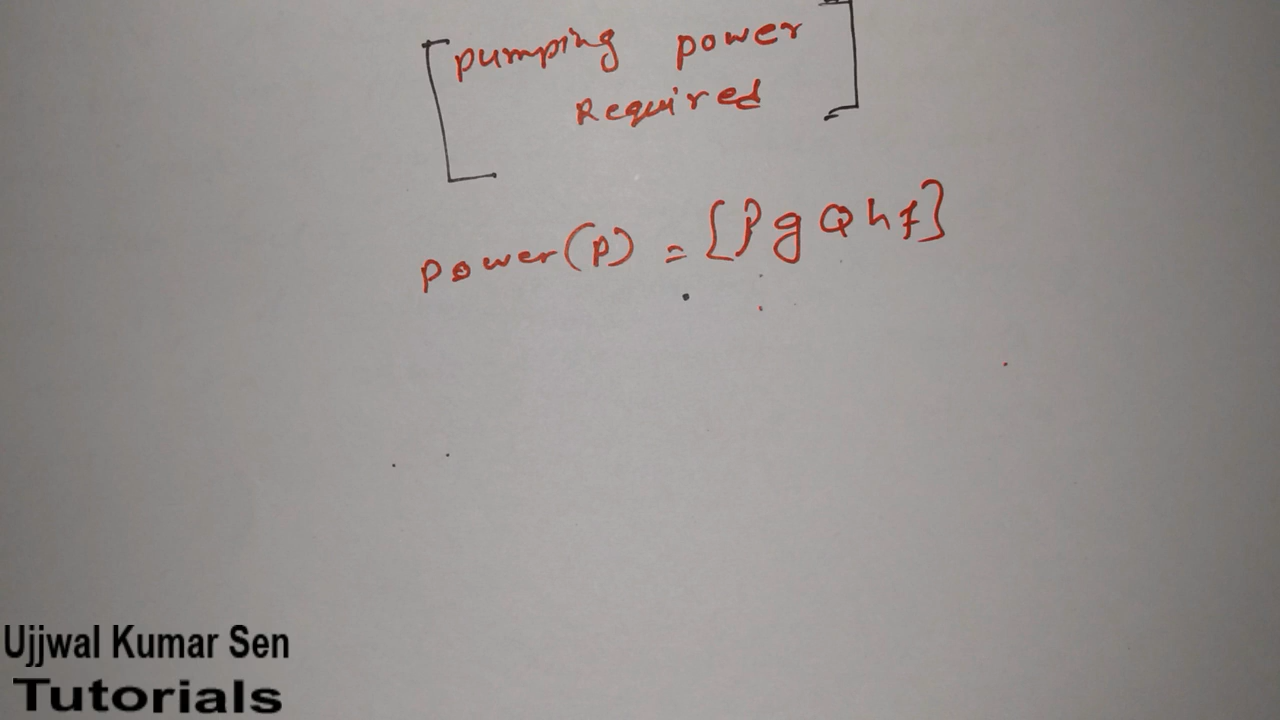 [pumping power
Required]
power(p) = [ρgQhf]
Ujjwal Kumar Sen
Tutorials